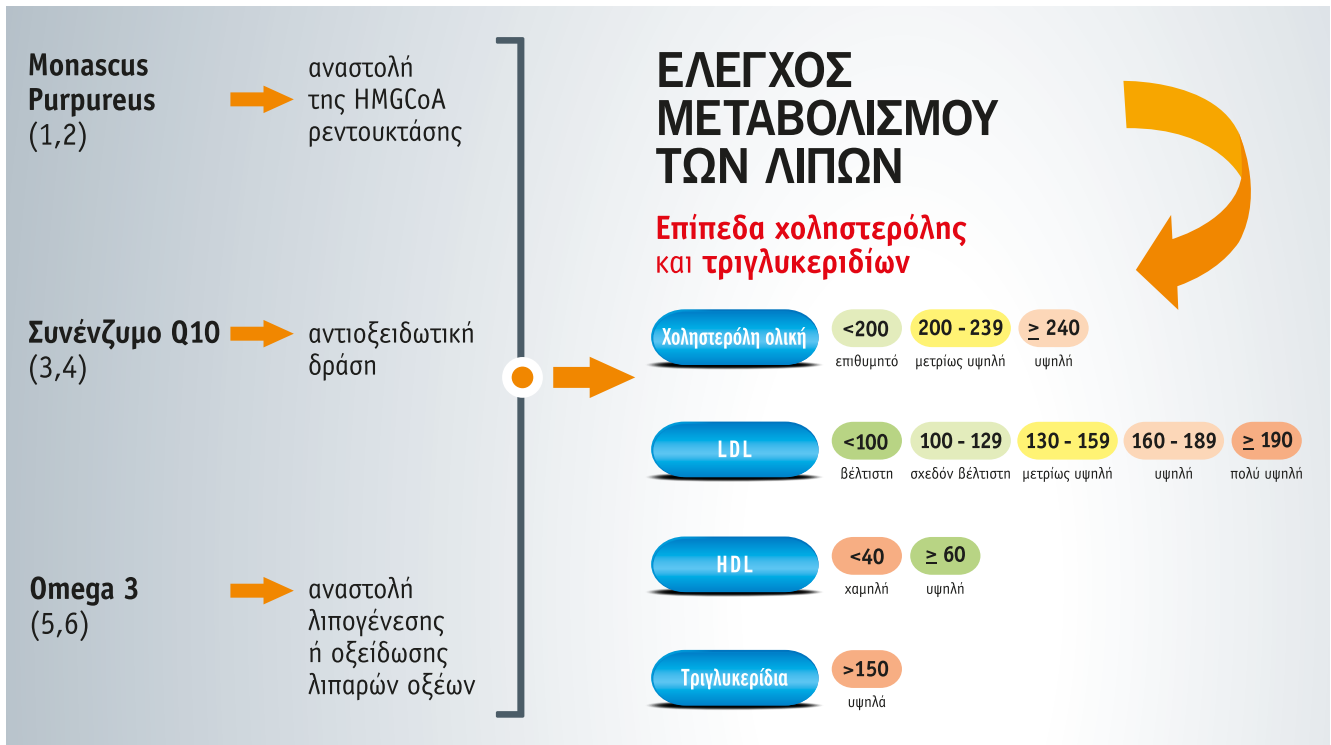 Monascus
Purpureus
(1,2)
αναστολή
της HMGCoA
ρεντουκτάσης
Συνένζυμο Q10
(3,4)
αντιοξειδωτική
δράση
Omega 3
(5,6)
αναστολή
λιπογένεσης
ή οξείδωσης
λιπαρών οξέων
ΕΛΕΓΧΟΣ
ΜΕΤΑΒΟΛΙΣΜΟΥ
ΤΩΝ ΛΙΠΩΝ
Επίπεδα χοληστερόλης
και τριγλυκεριδίων
Χοληστερόλη ολική <200 200 - 239 ≥ 240
επιθυμητό μετρίως υψηλή υψηλή
LDL <100 100 - 129 130 - 159 160 - 189 ≥ 190
βέλτιστη σχεδόν βέλτιστη μετρίως υψηλή υψηλή πολύ υψηλή
HDL <40 ≥ 60
χαμηλή υψηλή
Τριγλυκερίδια >150
υψηλά